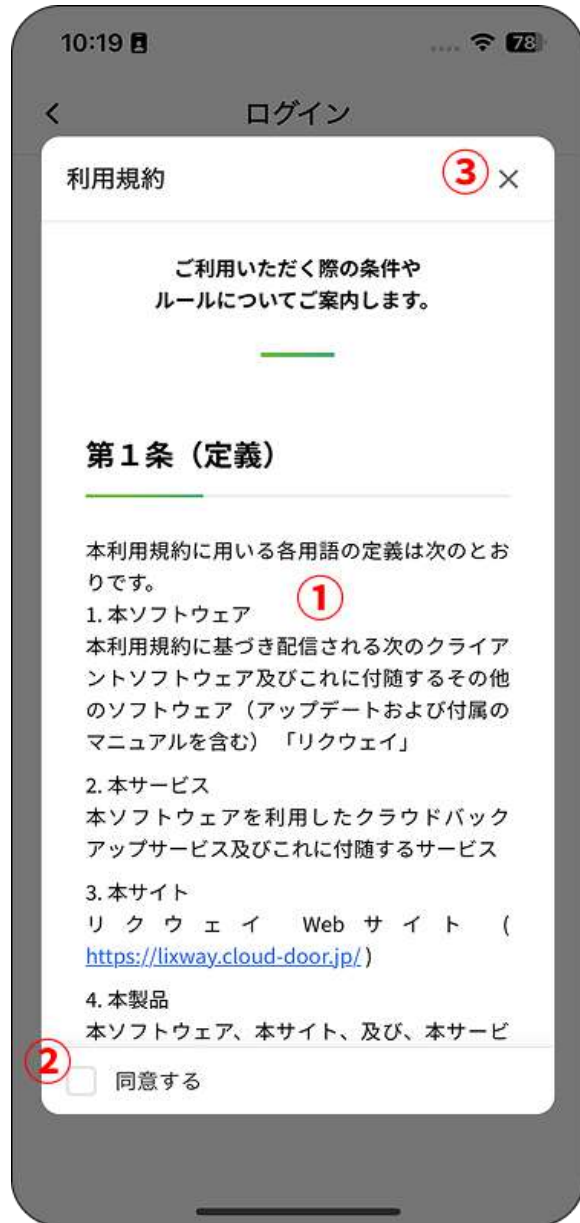 10:19
78
ログイン
利用規約
③
ご利用いただく際の条件や
ルールについてご案内します。
第１条（定義）
本利用規約に用いる各用語の定義は次のとお
りです。
①
1. 本ソフトウェア
本利用規約に基づき配信される次のクライア
ントソフトウェア及びこれに付随するその他
のソフトウェア（アップデートおよび付属の
マニュアルを含む）「リクウェイ」
2. 本サービス
本ソフトウェアを利用したクラウドバック
アップサービス及びこれに付随するサービス
3. 本サイト
リクウェイ Webサイト (
https://lixway.cloud-door.jp/ )
4. 本製品
本ソフトウェア、本サイト、及び、本サービ
②
同意する